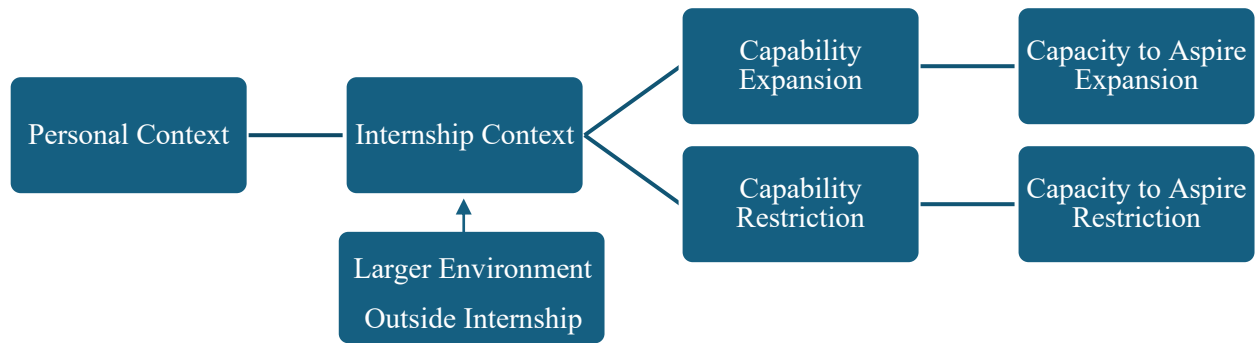 Personal Context
Internship Context
Larger Environment
Outside Internship
Capability
Expansion
Capacity to Aspire
Expansion
Capability
Restriction
Capacity to Aspire
Restriction